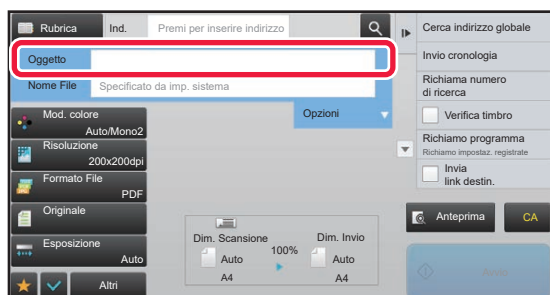 Rubrica
Ind.
Premi per inserire indirizzo
Oggetto
Nome File
Specificato da imp. sistema
Opzioni
Mod. colore
Auto/Mono2
Risoluzione
200x200dpi
Formato File
PDF
Originale
Esposizione
Auto
Altri
Dim. Scansione
100%
Dim. Invio
Auto
Auto
A4
A4
Cerca indirizzo globale
Invio cronologia
Richiama numero
di ricerca
Verifica timbro
Richiamo programma
Richiamo impostaz. registrate
Invia
link destin.
Anteprima
CA
Avvio